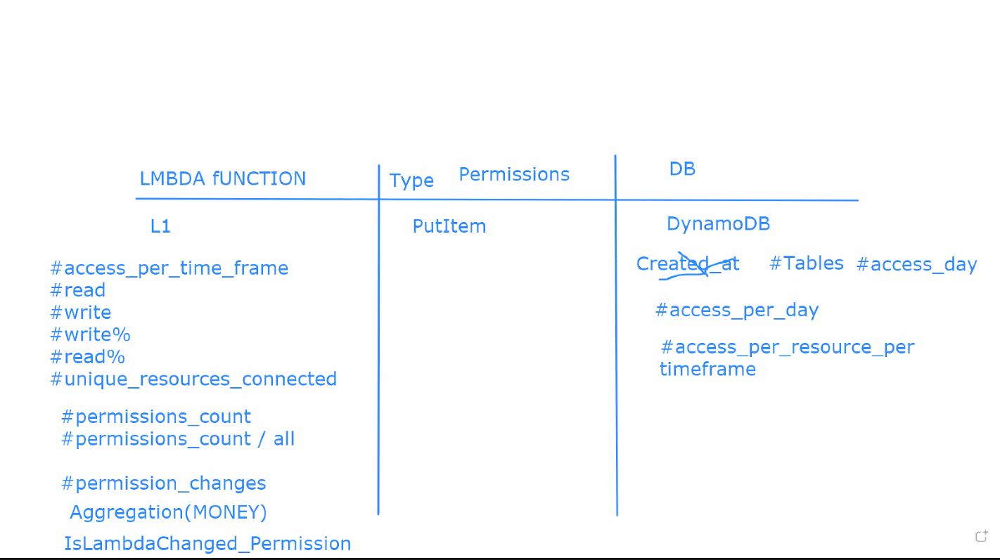 LMBDA fUNCTION
Type
Permissions
DB
L1
PutItem
DynamoDB
#access_per_time_frame
#read
#write
#write%
#read%
#unique_resources_connected
#permissions_count
#permissions_count / all
#permission_changes
Aggregation(MONEY)
IsLambdaChanged_Permission
Created_at
#Tables
#access_day
#access_per_day
#access_per_resource_per
timeframe